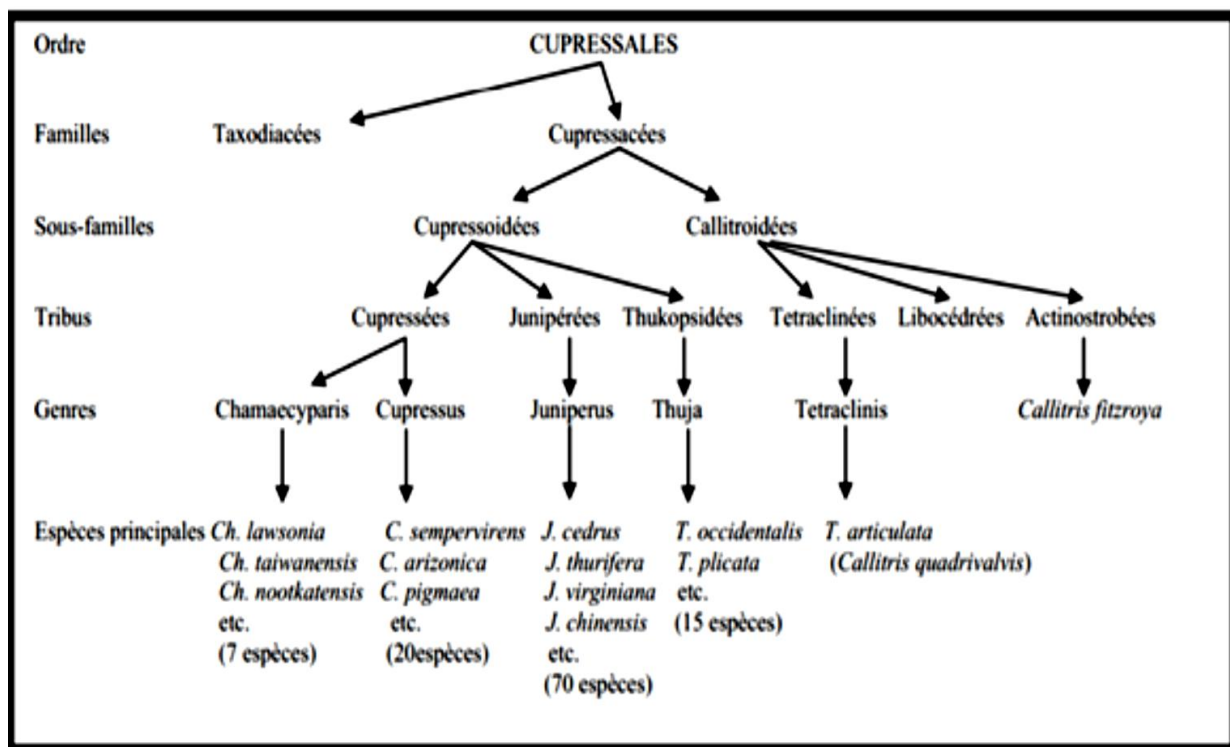 Ordre CUPRESSALES
Familles Taxodiacées Cupressacées
Sous-familles Cupressoidées Callitroidées
Tribus Cupressées Junipérées Thukopsidées Tetraclinées Libocédrées Actinostrobées
Genres Chamaecyparis Cupressus Juniperus Thuja Tetraclinis Callitris fitzroya
Espèces principales Ch. lawsonia C. sempervirens J. cedrus T. occidentalis T. articulata
Ch. taiwanensis C. arizonica J. thurifera T. plicata (Callitris quadrivalvis)
Ch. nootkatensis C. pigmaea J. virginiana etc.
etc. etc. J. chinensis (15 espèces)
(7 espèces) (20espèces) etc.
(70 espèces)